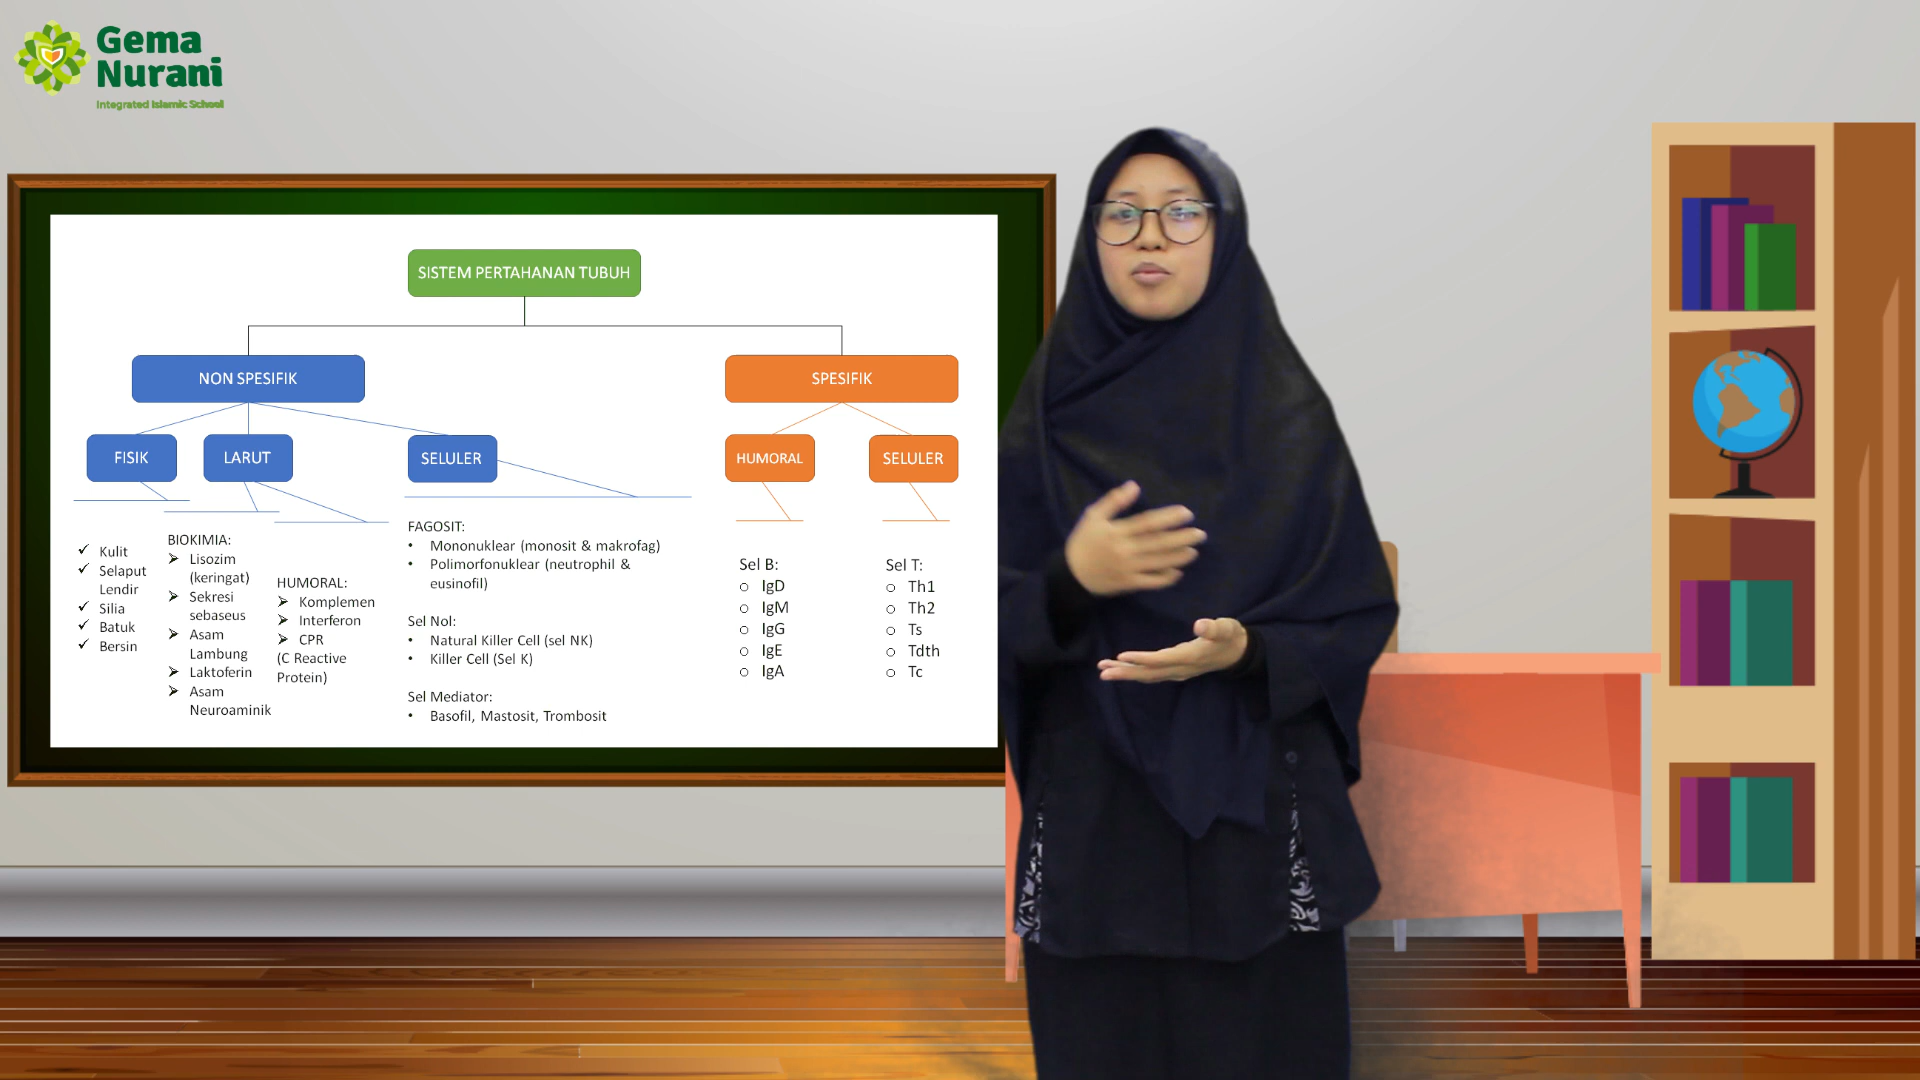 Gema
Nurani
Integrated Islamic School
SISTEM PERTAHANAN TUBUH
NON SPESIFIK
SPESIFIK
FISIK
LARUT
SELULER
HUMORAL
SELULER
Kulit
Selaput
Lendir
Silia
Batuk
Bersin
BIOKIMIA:
Lisozim
(keringat)
Sekresi
sebaseus
Asam
Lambung
Laktoferin
Asam
Neuroaminik
HUMORAL:
Komplemen
Interferon
CPR
(C Reactive
Protein)
FAGOSIT:
Mononuklear (monosit & makrofag)
Polimorfonuklear (neutrophil &
eusinofil)
Sel Nol:
Natural Killer Cell (sel NK)
Killer Cell (Sel K)
Sel Mediator:
Basofil, Mastosit, Trombosit
Sel B:
IgD
IgM
IgG
IgE
IgA
Sel T:
Th1
Th2
Ts
Tdth
Tc